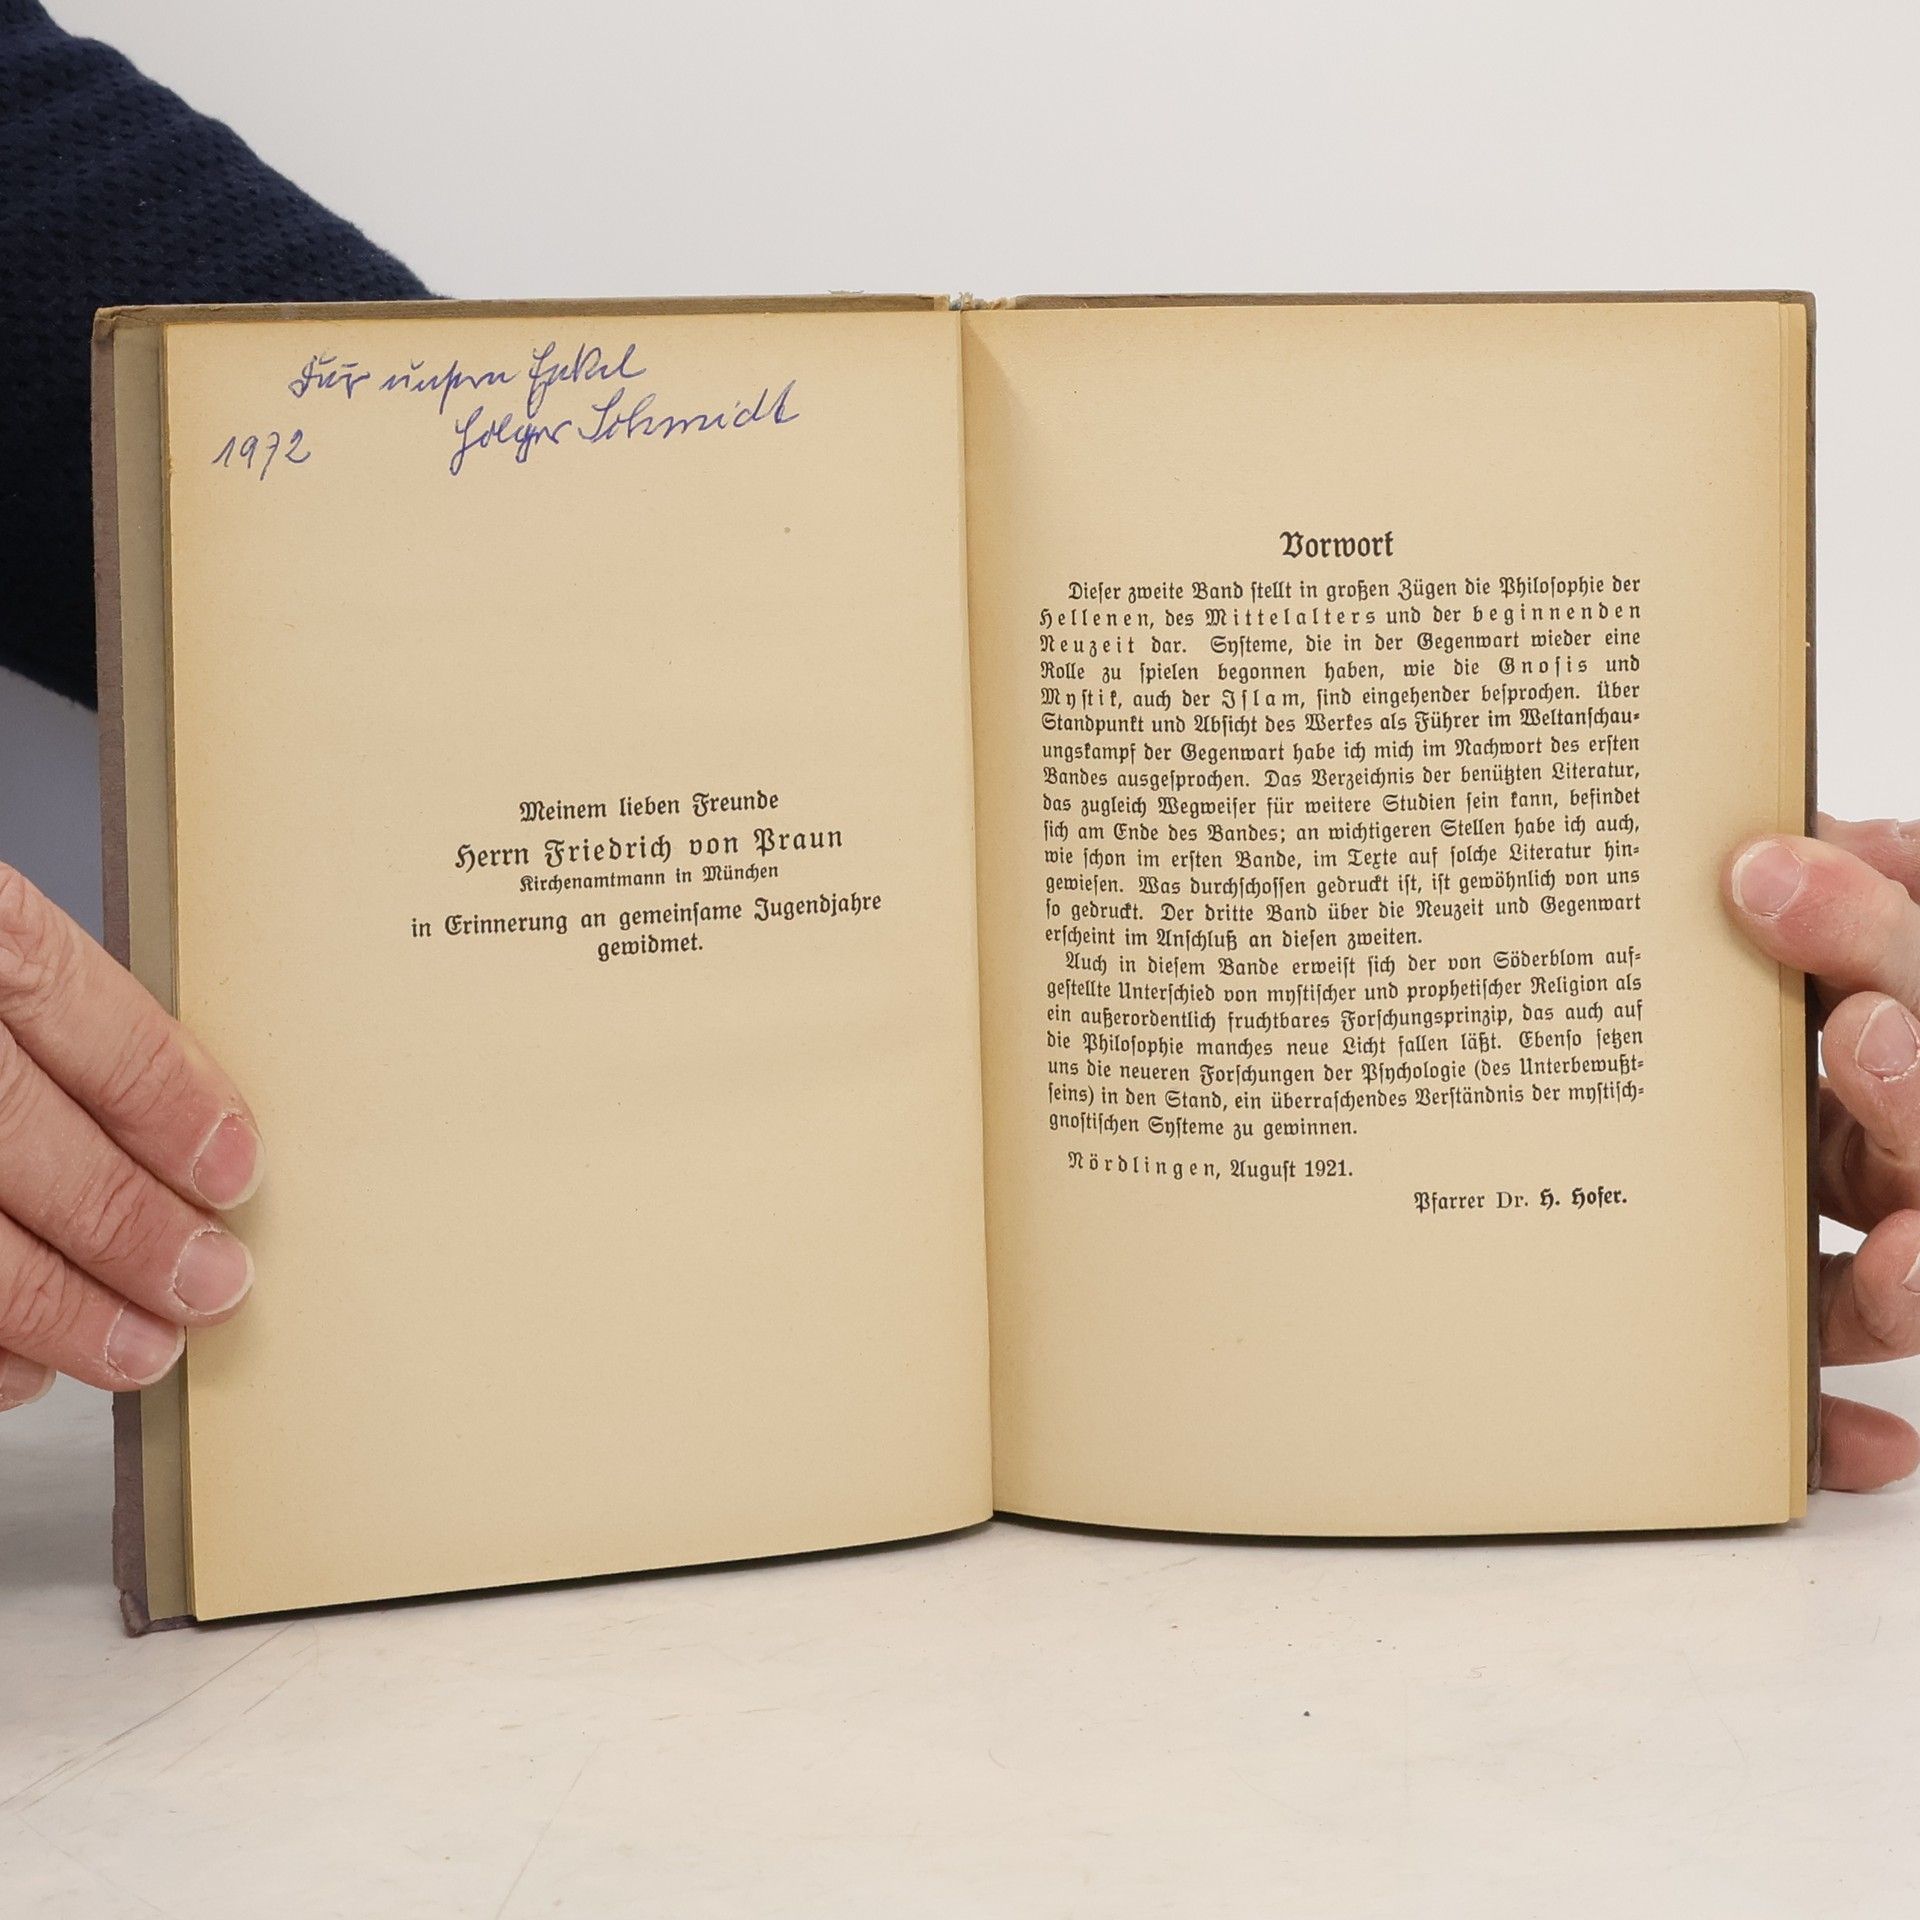 Für unsern Enkel
Holger Schmidt
1972
Meinem lieben Freunde
Herrn Friedrich von Praun
Kirchenamtmann in München
in Erinnerung an gemeinsame Jugendjahre
gewidmet.
Vorwort
Dieser zweite Band stellt in großen Zügen die Philosophie der
Hellenen, des Mittelalters und der beginnenden
Neuzeit dar. Systeme, die in der Gegenwart wieder eine
Rolle zu spielen begonnen haben, wie die Gnosis und
Mystik, auch der Islam, sind eingehender besprochen. Über
Standpunkt und Absicht des Werkes als Führer im Weltanschau-
ungskampf der Gegenwart habe ich mich im Nachwort des ersten
Bandes ausgesprochen. Das Verzeichnis der benützten Literatur,
das zugleich Wegweiser für weitere Studien sein kann, befindet
sich am Ende des Bandes; an wichtigeren Stellen habe ich auch,
wie schon im ersten Bande, im Texte auf solche Literatur hin-
gewiesen. Was durchschossen gedruckt ist, ist gewöhnlich von uns
so gedruckt. Der dritte Band über die Neuzeit und Gegenwart
erscheint im Anschluß an diesen zweiten.
Auch in diesem Bande erweist sich der von Söderblom auf-
gestellte Unterschied von mystischer und prophetischer Religion als
ein außerordentlich fruchtbares Forschungsprinzip, das auch auf
die Philosophie manches neue Licht fallen läßt. Ebenso setzen
uns die neueren Forschungen der Psychologie (des Unterbewußt-
seins) in den Stand, ein überraschendes Verständnis der mystisch-
gnostischen Systeme zu gewinnen.
Nördlingen, August 1921.
Pfarrer Dr. H. Hofer.